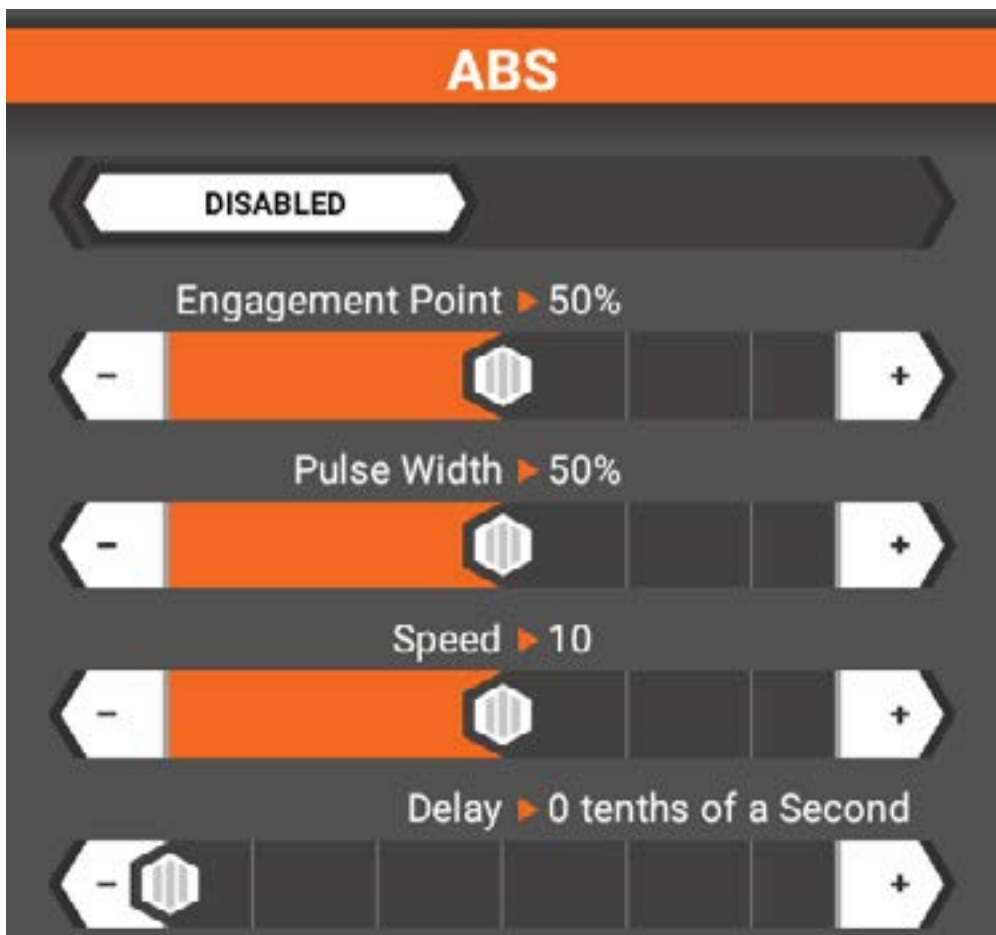 ABS
DISABLED
Engagement Point ▶ 50%
- +
Pulse Width ▶ 50%
- +
Speed ▶ 10
- +
Delay ▶ 0 tenths of a Second
- +